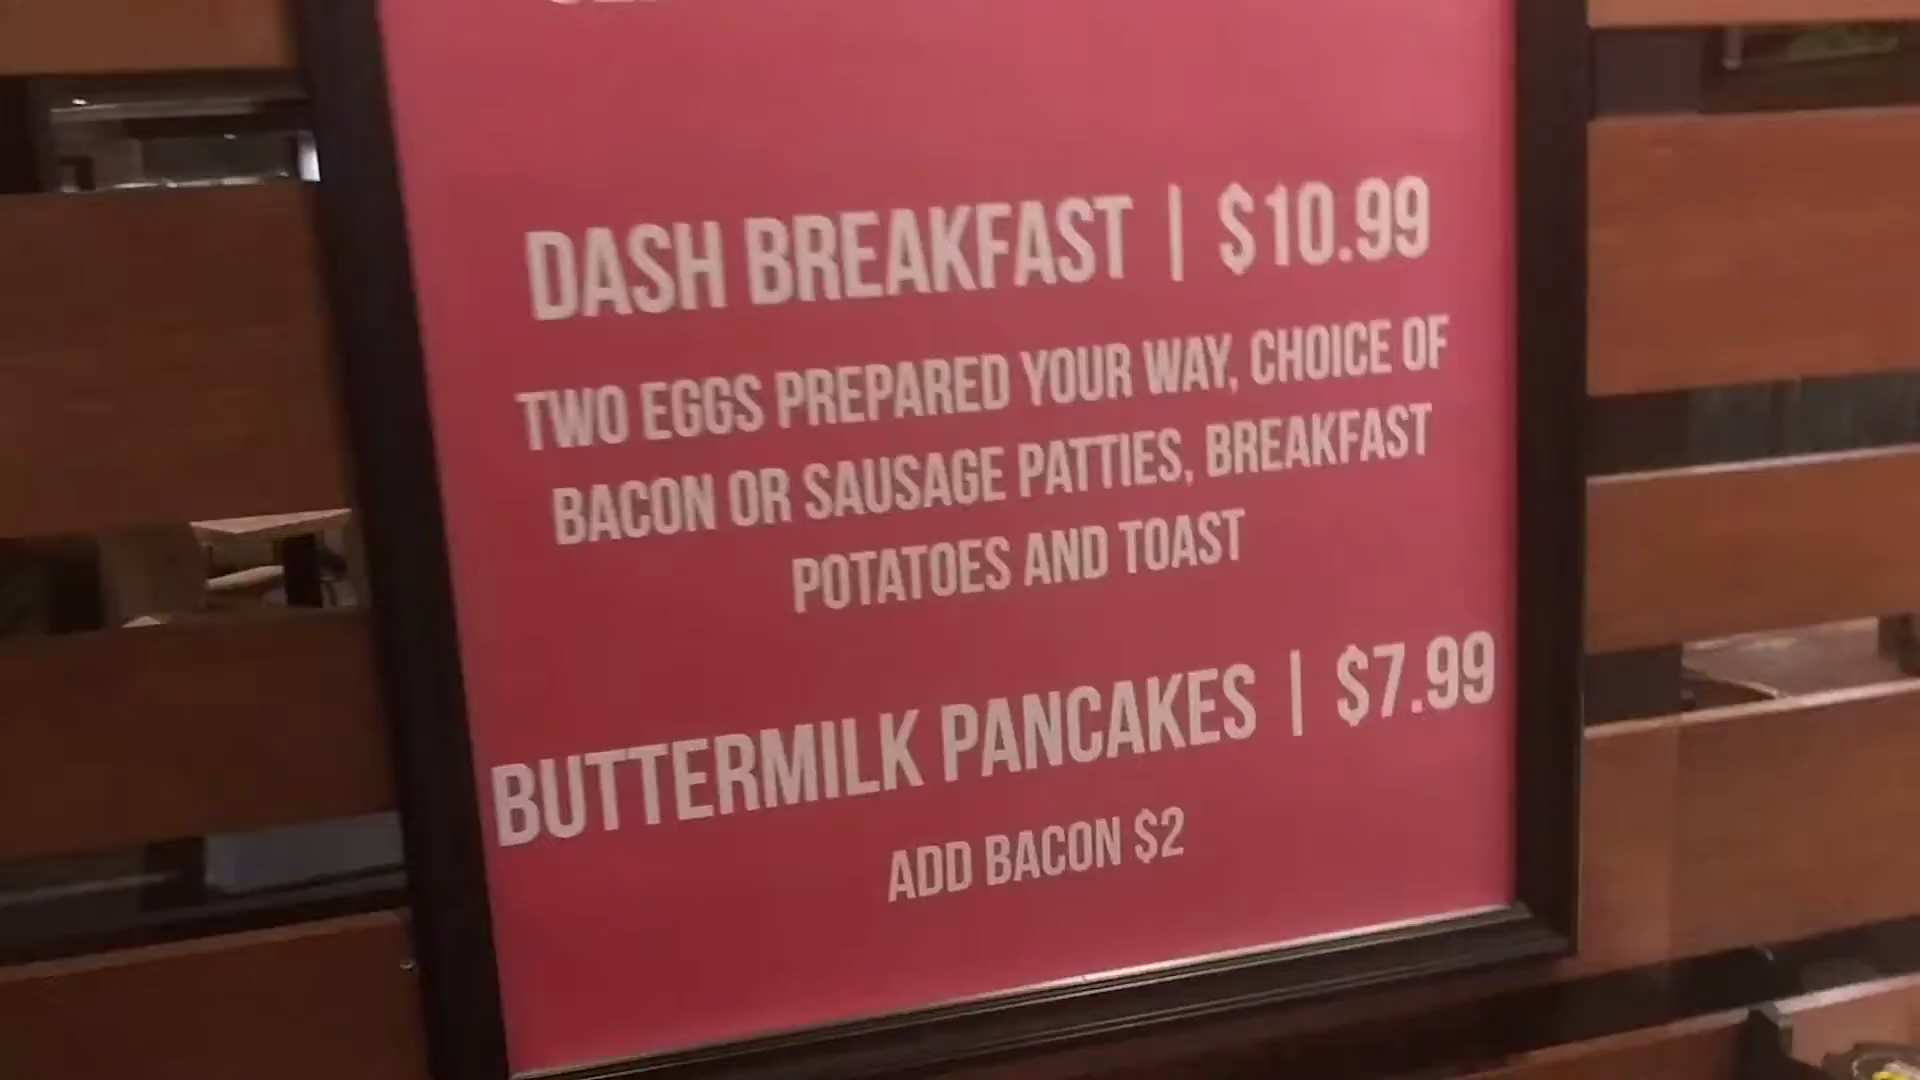 DASH BREAKFAST | $10.99
TWO EGGS PREPARED YOUR WAY, CHOICE OF
BACON OR SAUSAGE PATTIES, BREAKFAST
POTATOES AND TOAST
BUTTERMILK PANCAKES | $7.99
ADD BACON $2